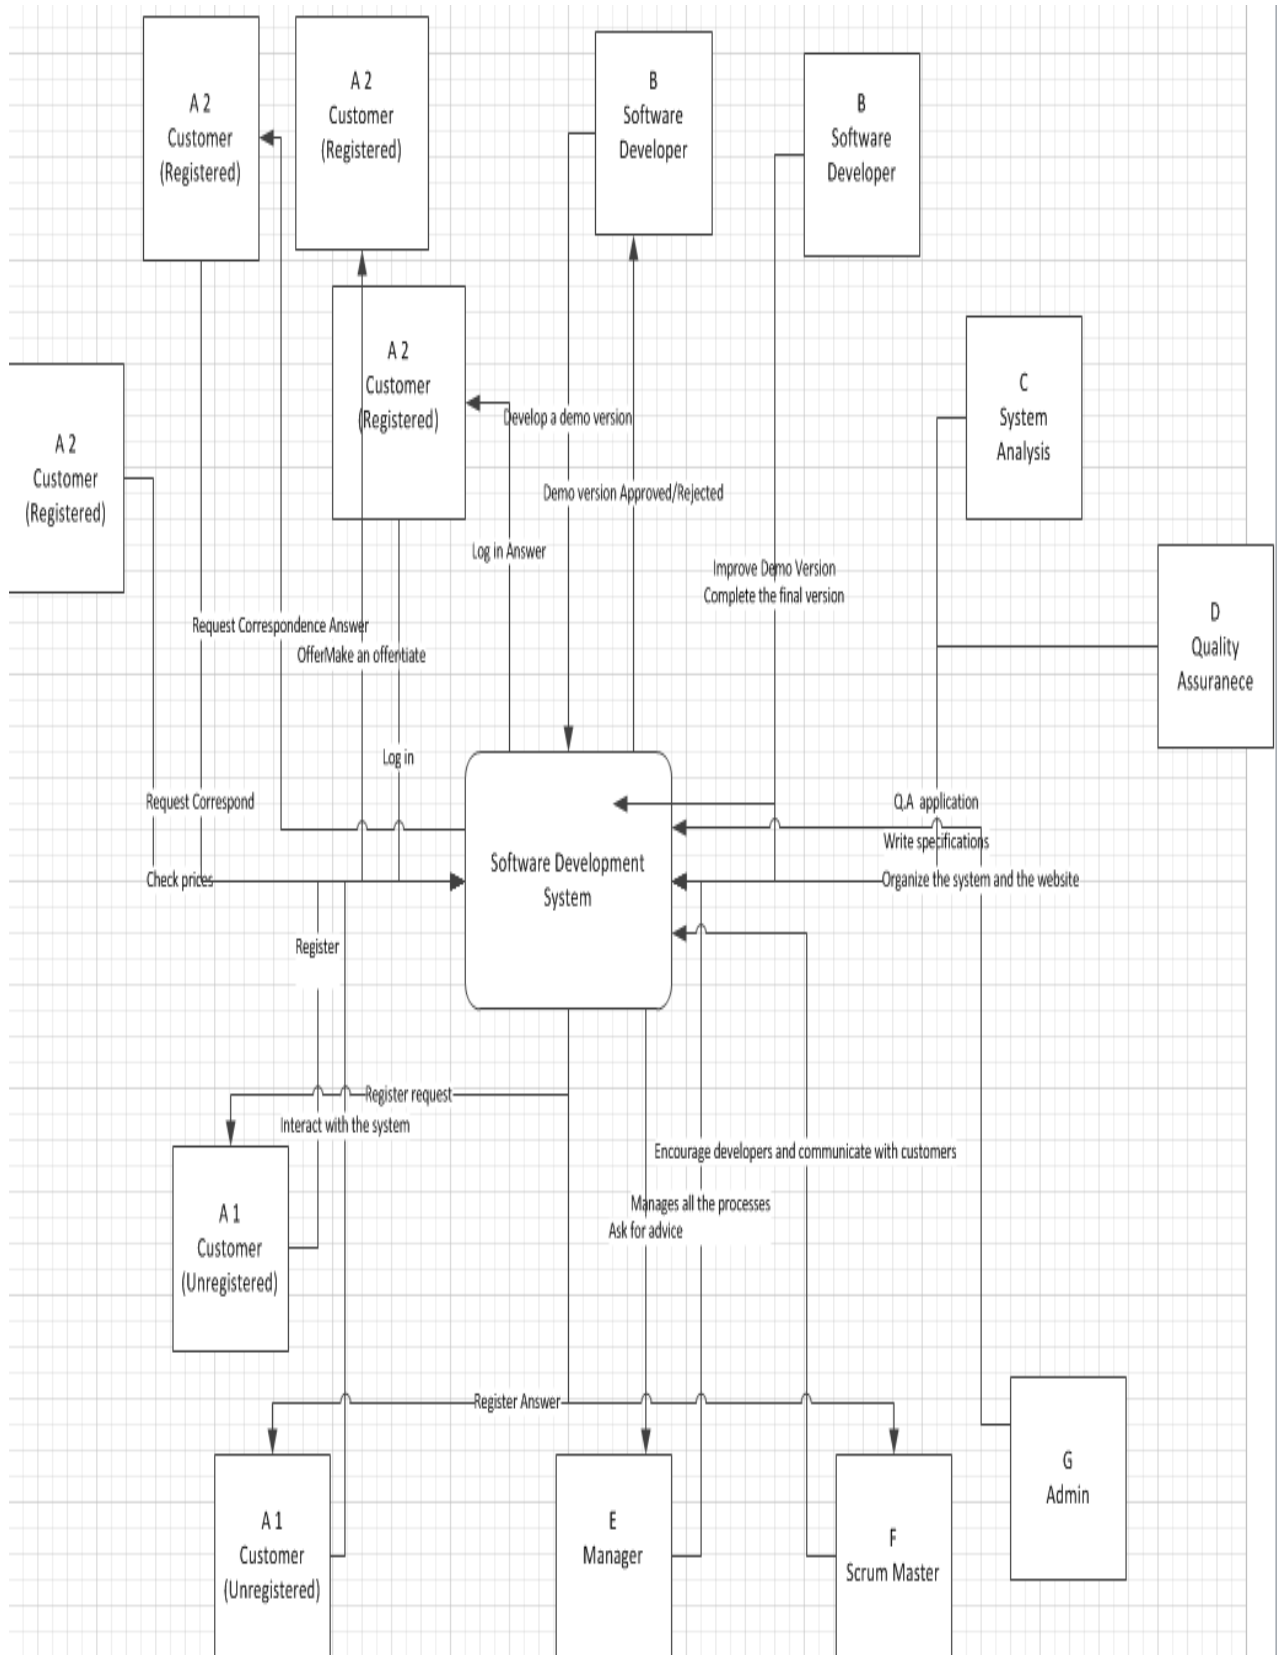 A 2
Customer
(Registered)
A 2
Customer
(Registered)
B
Software
Developer
B
Software
Developer
A 2
Customer
(Registered)
C
System
Analysis
A 2
Customer
(Registered)
Develop a demo version
Demo version Approved/Rejected
Log in Answer
Improve Demo Version
Complete the final version
D
Quality
Assuranece
Request Correspondence Answer
Make an offer
Log in
Request Correspond
Q.A application
Write specifications
Check prices
Software Development
System
Organize the system and the website
Register
Register request
Interact with the system
Encourage developers and communicate with customers
Manages all the processes
Ask for advice
A 1
Customer
(Unregistered)
Register Answer
G
Admin
A 1
Customer
(Unregistered)
E
Manager
F
Scrum Master